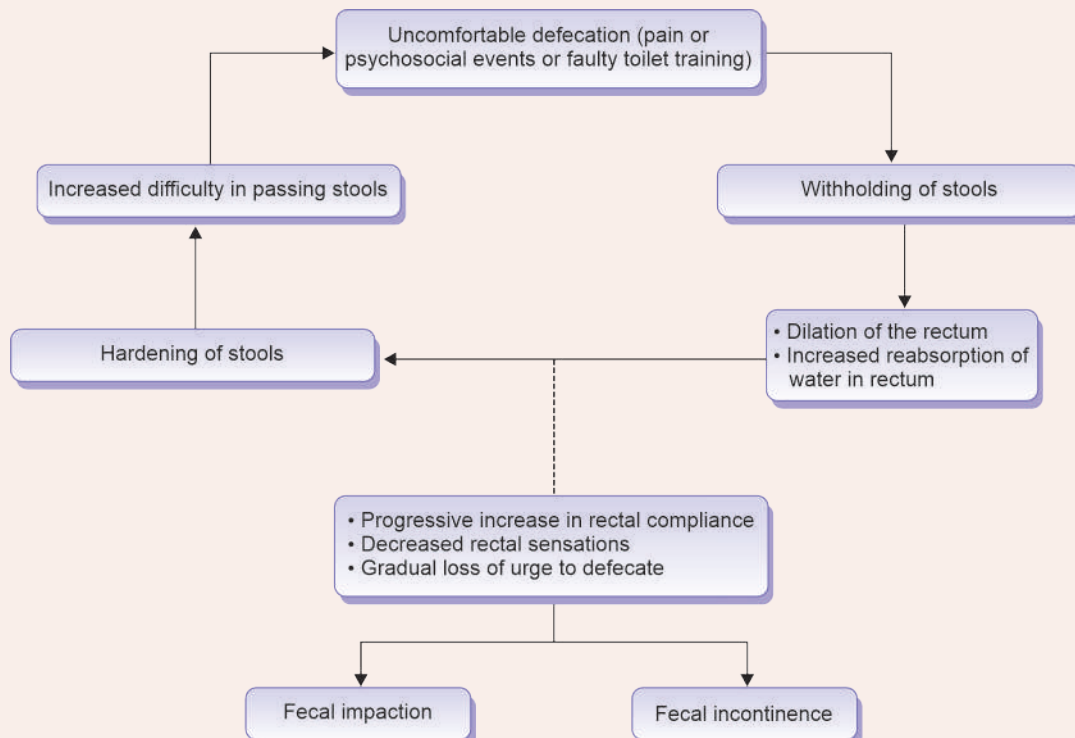 Uncomfortable defecation (pain or
psychosocial events or faulty toilet training)
Increased difficulty in passing stools
Withholding of stools
Hardening of stools
• Dilation of the rectum
• Increased reabsorption of
water in rectum
• Progressive increase in rectal compliance
• Decreased rectal sensations
• Gradual loss of urge to defecate
Fecal impaction
Fecal incontinence